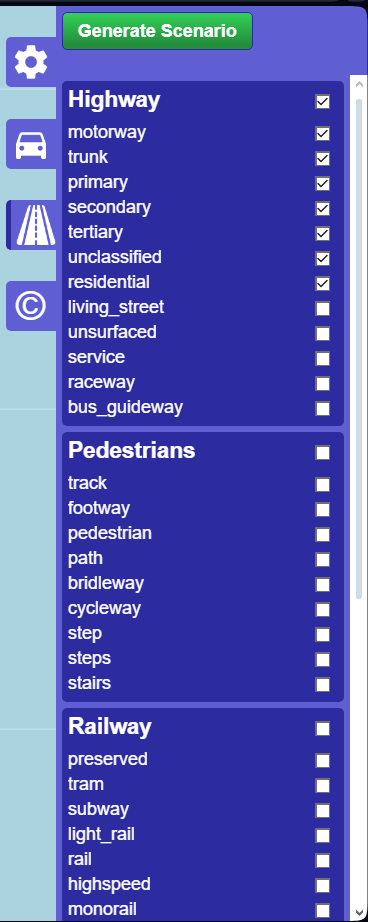 Generate Scenario
Highway
motorway
trunk
primary
secondary
tertiary
unclassified
residential
living_street
unsurfaced
service
raceway
bus_guideway
Pedestrians
track
footway
pedestrian
path
bridleway
cycleway
step
steps
stairs
Railway
preserved
tram
subway
light_rail
rail
highspeed
monorail